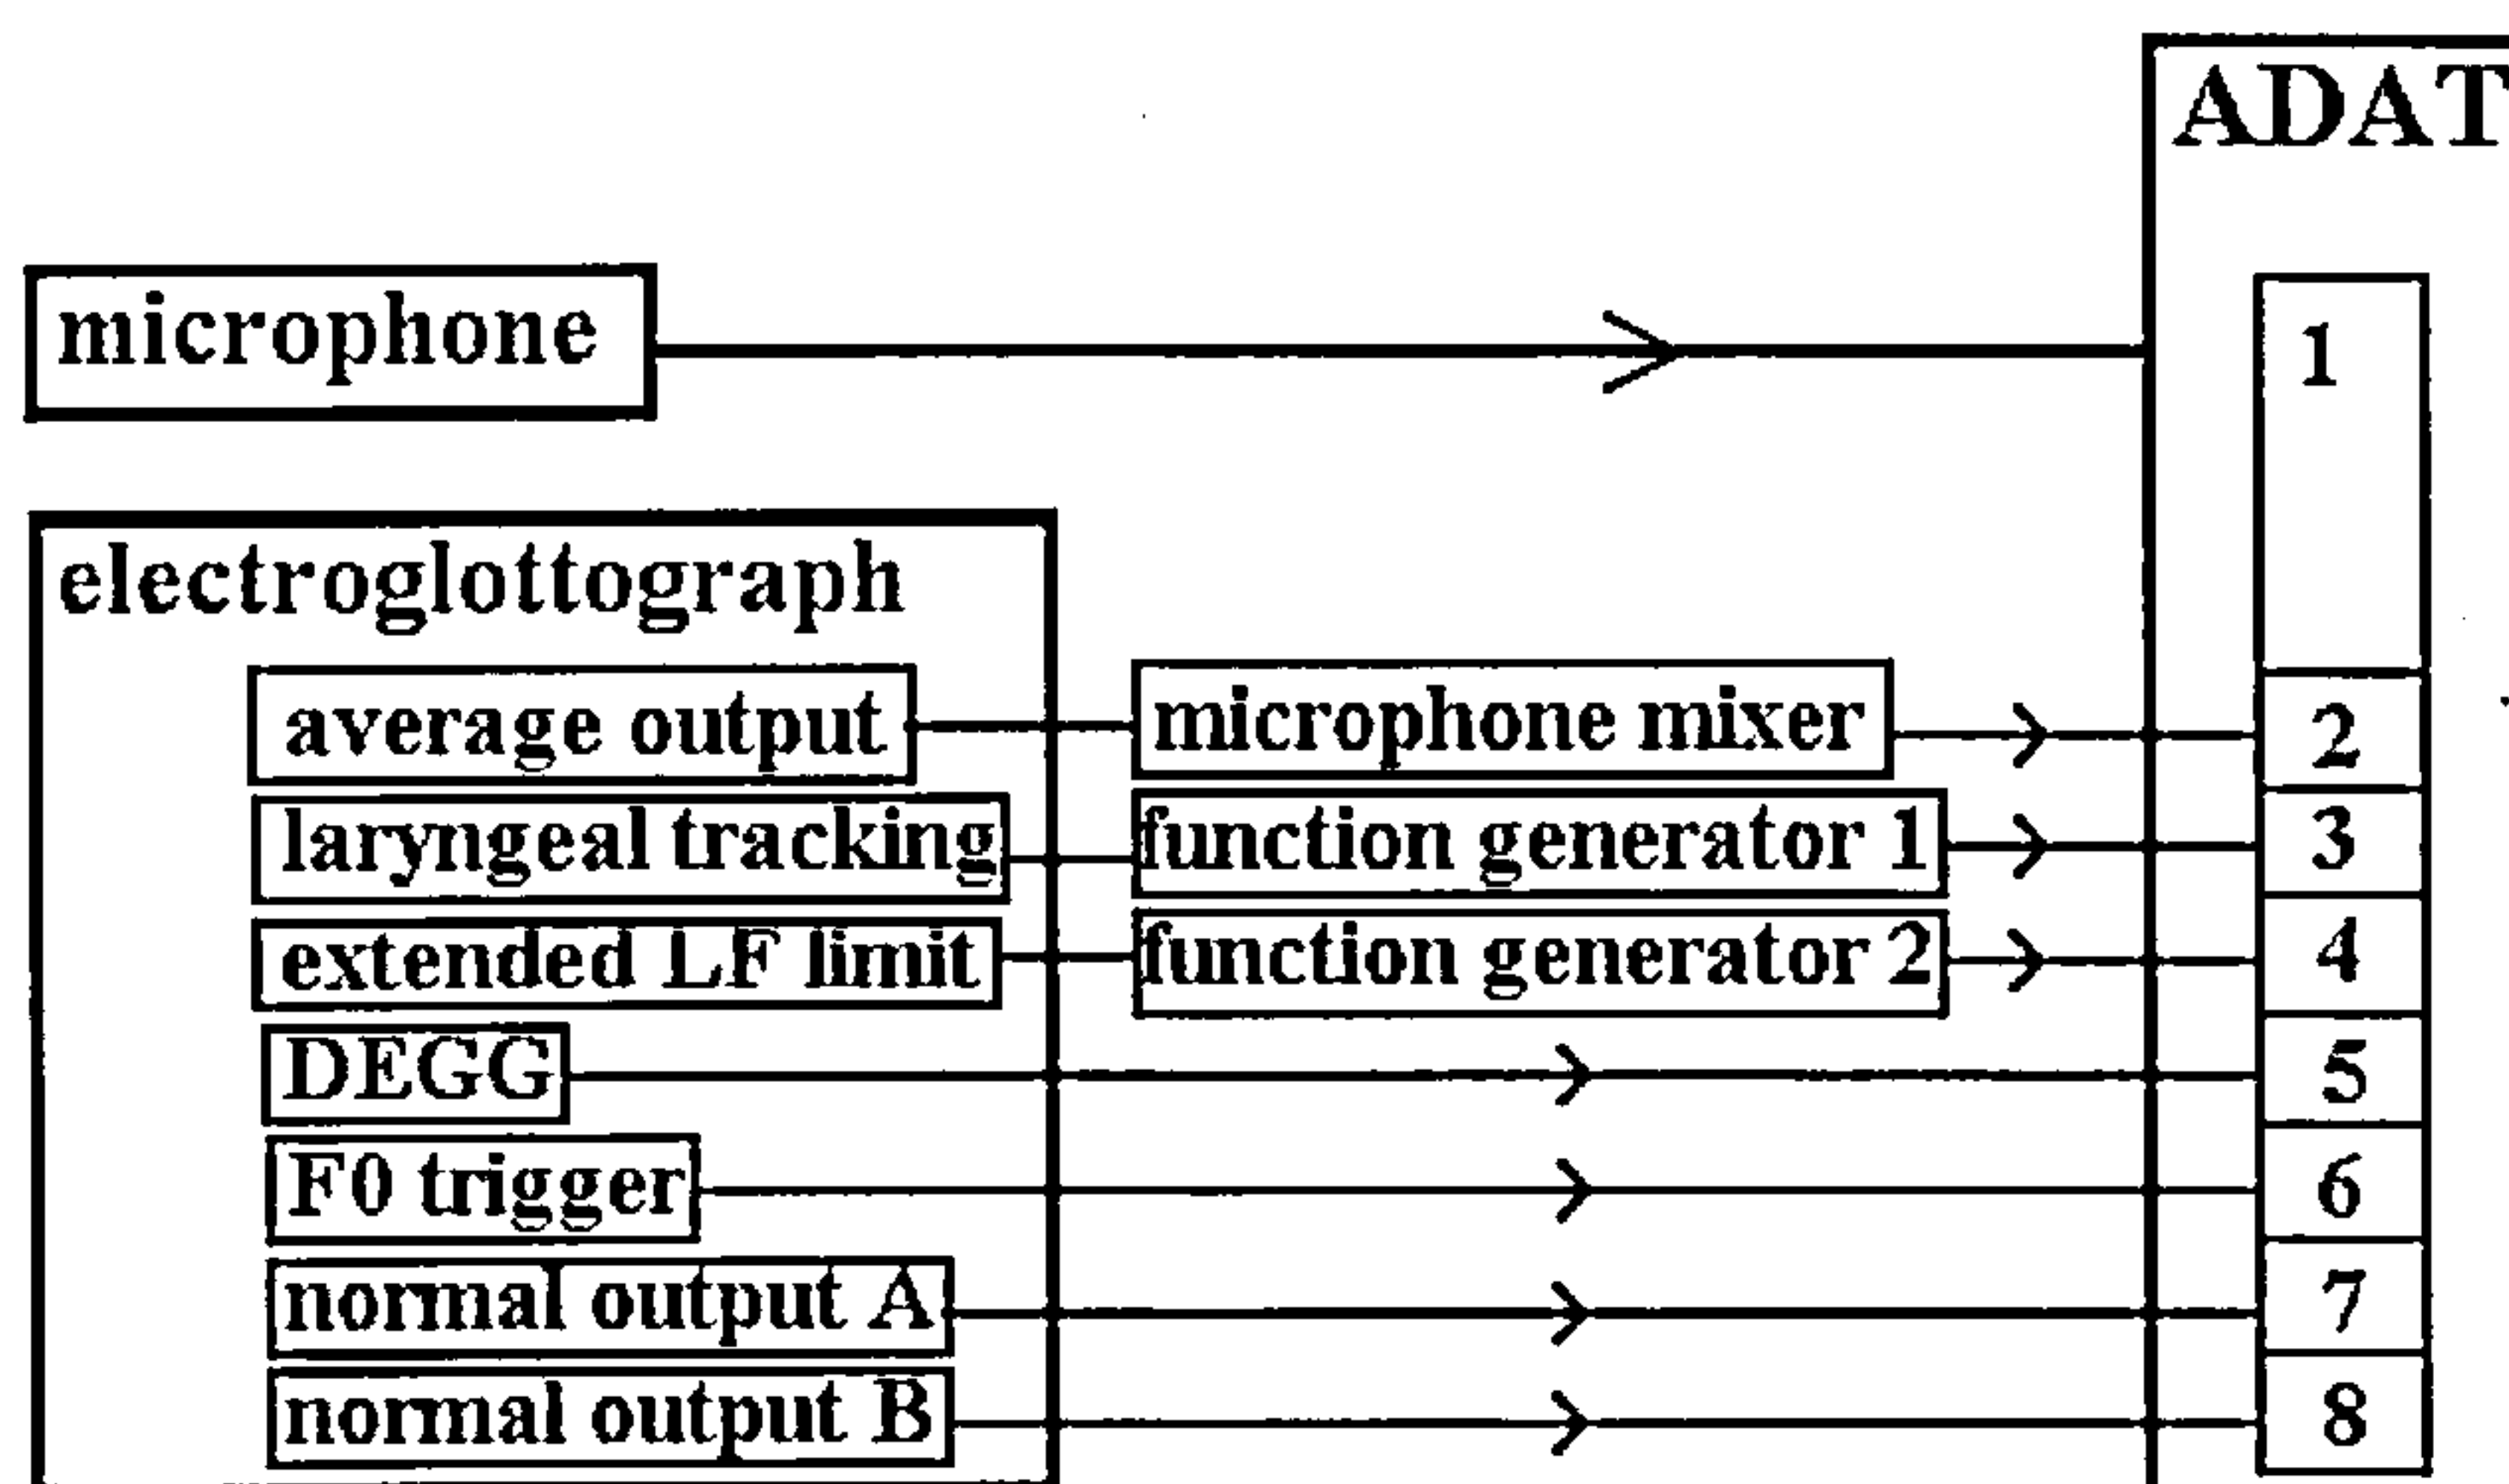 ADAT
microphone
1
electroglottograph
average output
microphone mixer
2
laryngeal tracking
function generator 1
3
extended LF limit
function generator 2
4
DEGG
5
F0 trigger
6
normal output A
7
normal output B
8